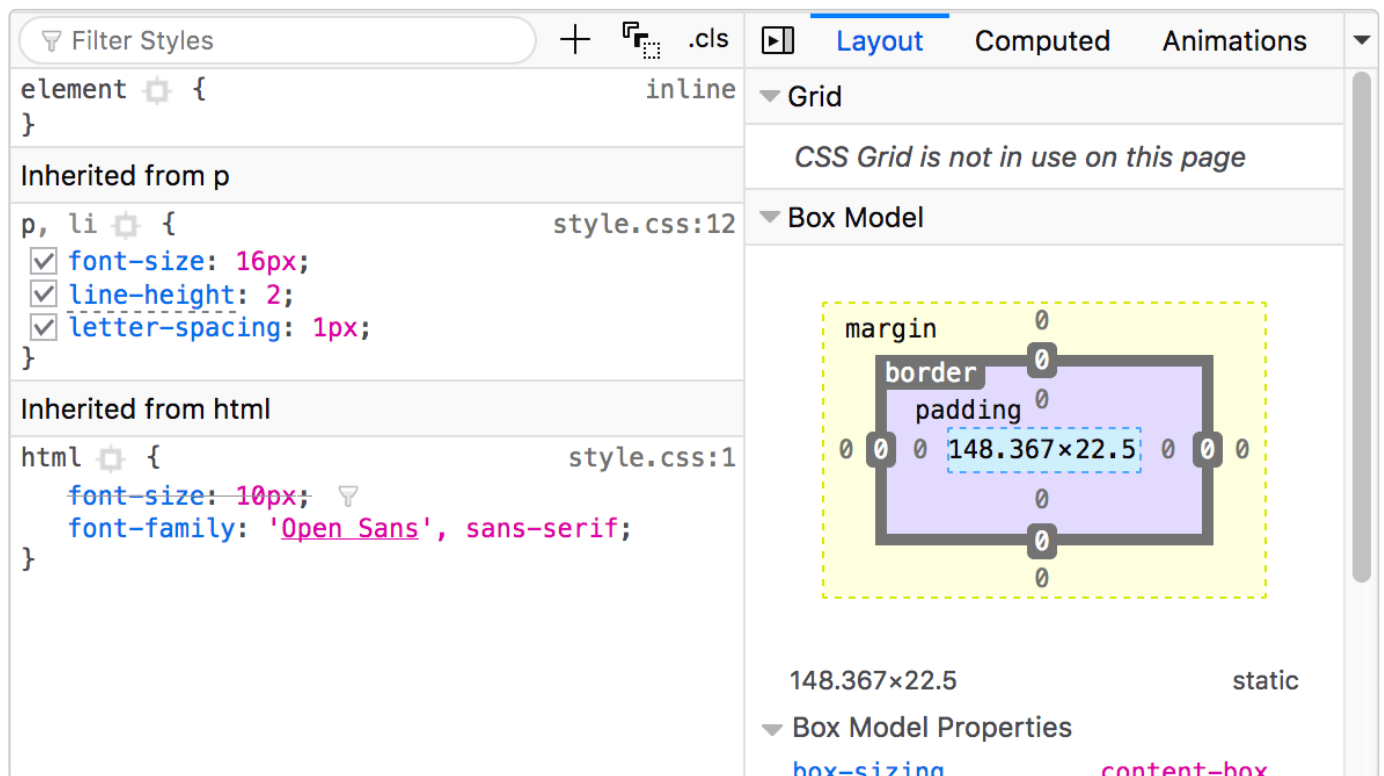 Filter Styles
.cls
element {
inline
}
Inherited from p
p, li {
style.css:12
font-size: 16px;
line-height: 2;
letter-spacing: 1px;
}
Inherited from html
html {
style.css:1
font-size: 10px;
font-family: 'Open Sans', sans-serif;
}
Layout
Computed
Animations
Grid
CSS Grid is not in use on this page
Box Model
margin
0
border
0
padding
0
0
0
0
148.367×22.5
0
0
0
0
0
0
148.367×22.5
static
Box Model Properties
box-sizing
content-box